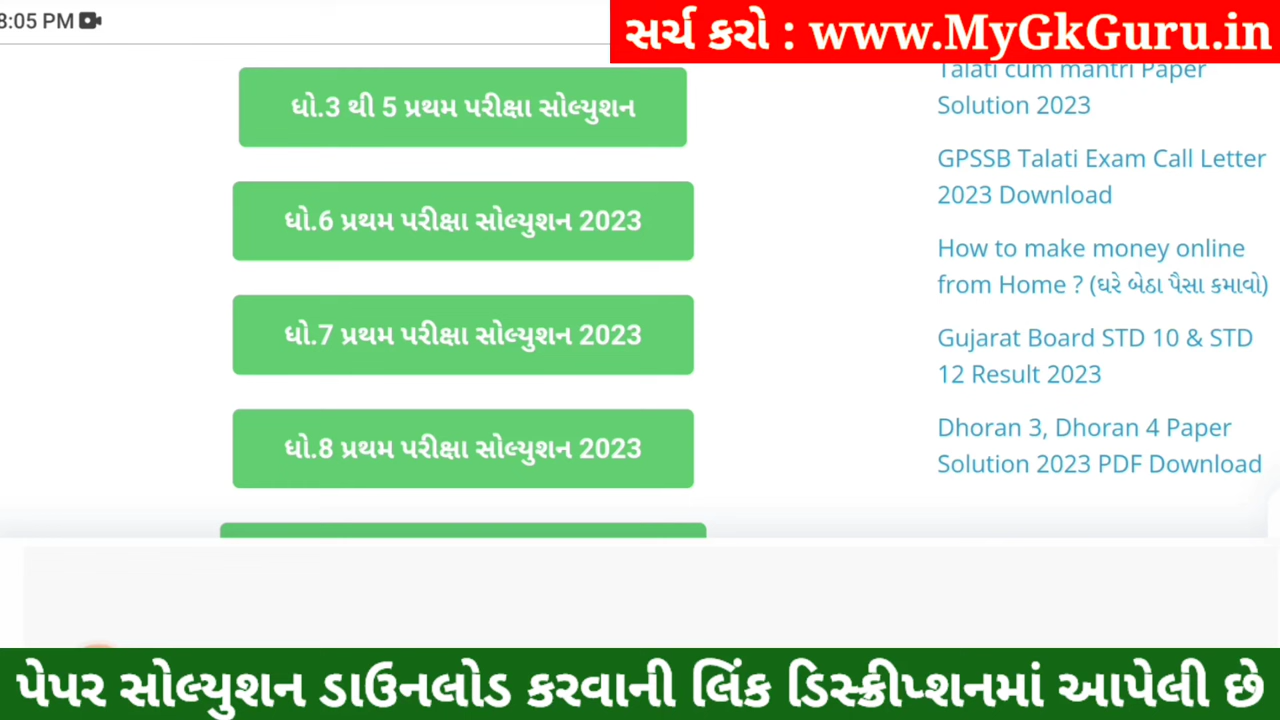 8:05 PM
સર્ચ કરો : www.MyGkGuru.in
ધો.3 થી 5 પ્રથમ પરીક્ષા સોલ્યુશન
ધો.6 પ્રથમ પરીક્ષા સોલ્યુશન 2023
ધો.7 પ્રથમ પરીક્ષા સોલ્યુશન 2023
ધો.8 પ્રથમ પરીક્ષા સોલ્યુશન 2023
Talati cum mantri Paper
Solution 2023
GPSSB Talati Exam Call Letter
2023 Download
How to make money online
from Home ? (ઘરે બેઠા પૈસા કમાવો)
Gujarat Board STD 10 & STD
12 Result 2023
Dhoran 3, Dhoran 4 Paper
Solution 2023 PDF Download
પેપર સોલ્યુશન ડાઉનલોડ કરવાની લિંક ડિસ્ક્રીપ્શનમાં આપેલી છે